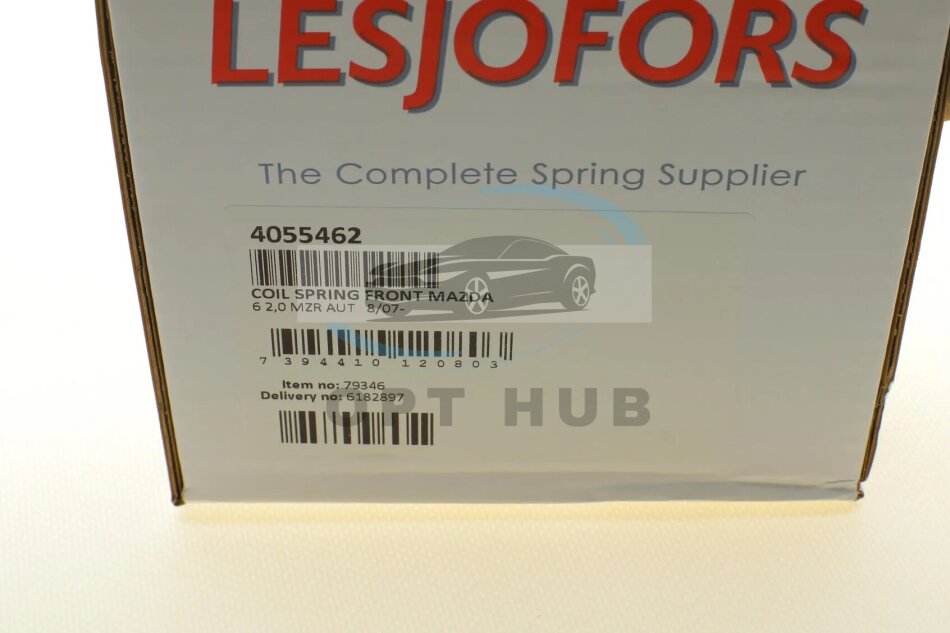 LESJOFORS
The Complete Spring Supplier
4055462
COIL SPRING FRONT MAZDA
6 2,0 MZR AUT 8/07-
7 394410 120803
Item no: 79346
Delivery no: 6182897
OPT HUB